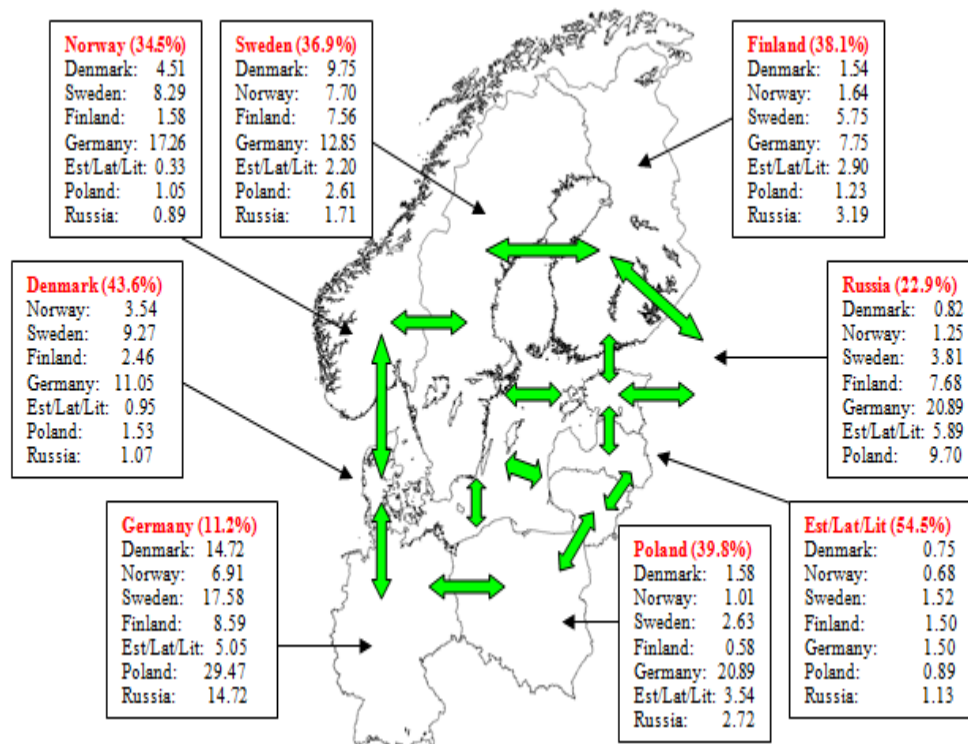 Norway (34.5%)
Denmark: 4.51
Sweden: 8.29
Finland: 1.58
Germany: 17.26
Est/Lat/Lit: 0.33
Poland: 1.05
Russia: 0.89
Sweden (36.9%)
Denmark: 9.75
Norway: 7.70
Finland: 7.56
Germany: 12.85
Est/Lat/Lit: 2.20
Poland: 2.61
Russia: 1.71
Finland (38.1%)
Denmark: 1.54
Norway: 1.64
Sweden: 5.75
Germany: 7.75
Est/Lat/Lit: 2.90
Poland: 1.23
Russia: 3.19
Denmark (43.6%)
Norway: 3.54
Sweden: 9.27
Finland: 2.46
Germany: 11.05
Est/Lat/Lit: 0.95
Poland: 1.53
Russia: 1.07
Russia (22.9%)
Denmark: 0.82
Norway: 1.25
Sweden: 3.81
Finland: 7.68
Germany: 20.89
Est/Lat/Lit: 5.89
Poland: 9.70
Germany (11.2%)
Denmark: 14.72
Norway: 6.91
Sweden: 17.58
Finland: 8.59
Est/Lat/Lit: 5.05
Poland: 29.47
Russia: 14.72
Poland (39.8%)
Denmark: 1.58
Norway: 1.01
Sweden: 2.63
Finland: 0.58
Germany: 20.89
Est/Lat/Lit: 3.54
Russia: 2.72
Est/Lat/Lit (54.5%)
Denmark: 0.75
Norway: 0.68
Sweden: 1.52
Finland: 1.50
Germany: 1.50
Poland: 0.89
Russia: 1.13